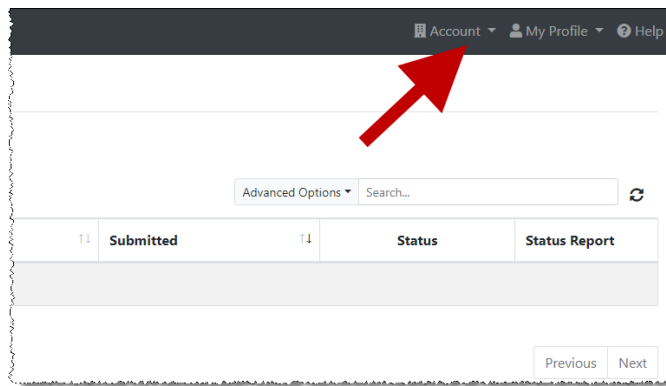 Account My Profile Help
Advanced Options Search...
Submitted Status Status Report
Previous Next